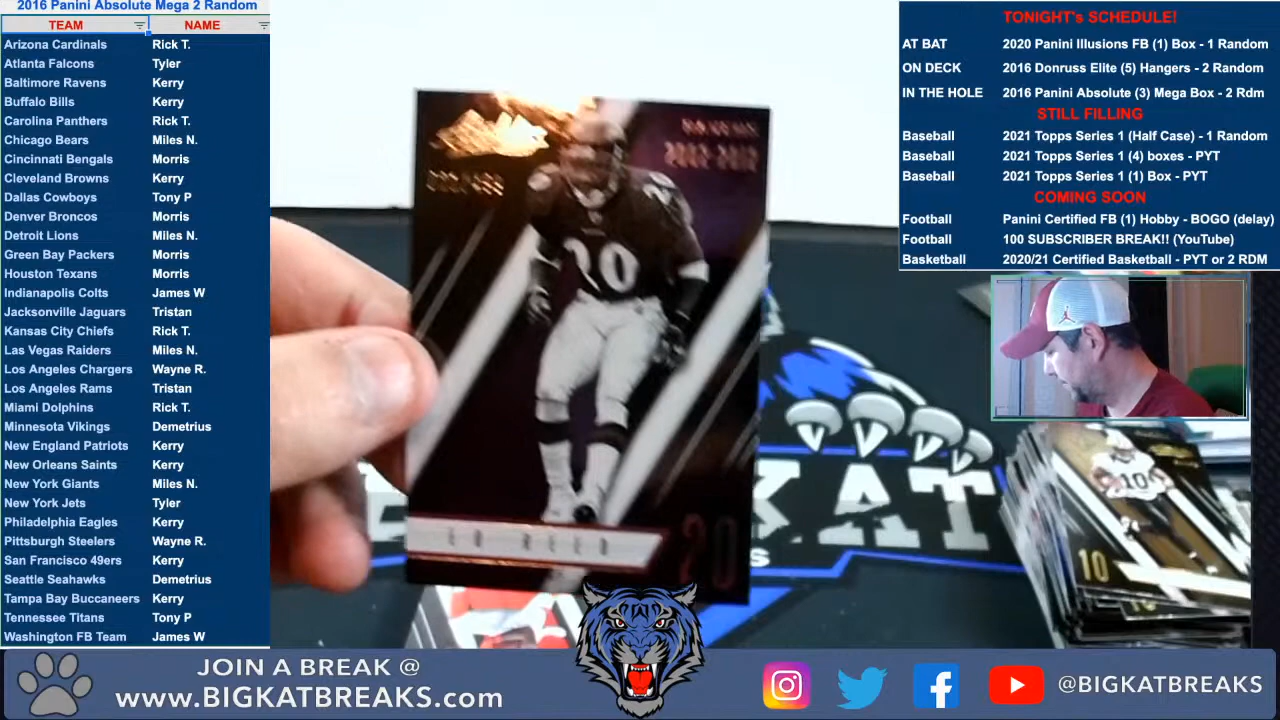 2016 Panini Absolute Mega 2 Random
TEAM NAME
Arizona Cardinals Rick T.
Atlanta Falcons Tyler
Baltimore Ravens Kerry
Buffalo Bills Kerry
Carolina Panthers Rick T.
Chicago Bears Miles N.
Cincinnati Bengals Morris
Cleveland Browns Kerry
Dallas Cowboys Tony P
Denver Broncos Morris
Detroit Lions Miles N.
Green Bay Packers Morris
Houston Texans Morris
Indianapolis Colts James W
Jacksonville Jaguars Tristan
Kansas City Chiefs Rick T.
Las Vegas Raiders Miles N.
Los Angeles Chargers Wayne R.
Los Angeles Rams Tristan
Miami Dolphins Rick T.
Minnesota Vikings Demetrius
New England Patriots Kerry
New Orleans Saints Kerry
New York Giants Miles N.
New York Jets Tyler
Philadelphia Eagles Kerry
Pittsburgh Steelers Wayne R.
San Francisco 49ers Kerry
Seattle Seahawks Demetrius
Tampa Bay Buccaneers Kerry
Tennessee Titans Tony P
Washington FB Team James W
20
ED REED
20
KAT
10
10
TONIGHT's SCHEDULE!
AT BAT 2020 Panini Illusions FB (1) Box - 1 Random
ON DECK 2016 Donruss Elite (5) Hangers - 2 Random
IN THE HOLE 2016 Panini Absolute (3) Mega Box - 2 Rdm
STILL FILLING
Baseball 2021 Topps Series 1 (Half Case) - 1 Random
Baseball 2021 Topps Series 1 (4) boxes - PYT
Baseball 2021 Topps Series 1 (1) Box - PYT
COMING SOON
Football Panini Certified FB (1) Hobby - BOGO (delay)
Football 100 SUBSCRIBER BREAK!! (YouTube)
Basketball 2020/21 Certified Basketball - PYT or 2 RDM
JOIN A BREAK @
www.BIGKATBREAKS.com
@BIGKATBREAKS